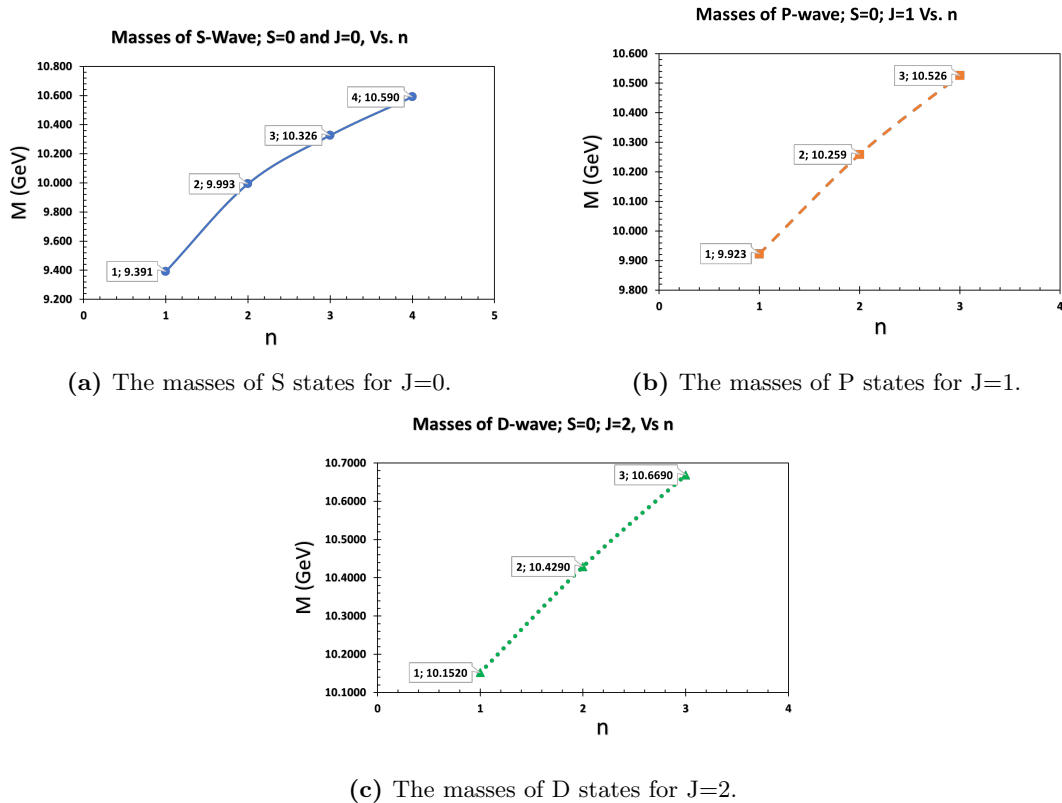 Masses of S-Wave; S=0 and J=0, Vs. n
M (GeV)
10.800
10.600
10.400
10.200
10.000
9.800
9.600
9.400
9.200
4; 10.590
3; 10.326
2; 9.993
1; 9.391
0 1 2 3 4 5
n
(a) The masses of S states for J=0.
Masses of P-wave; S=0; J=1 Vs. n
M (GeV)
10.600
10.500
10.400
10.300
10.200
10.100
10.000
9.900
9.800
3; 10.526
2; 10.259
1; 9.923
0 1 2 3 4
n
(b) The masses of P states for J=1.
Masses of D-wave; S=0; J=2, Vs n
M (GeV)
10.7000
10.6000
10.5000
10.4000
10.3000
10.2000
10.1000
3; 10.6690
2; 10.4290
1; 10.1520
0 1 2 3 4
n
(c) The masses of D states for J=2.